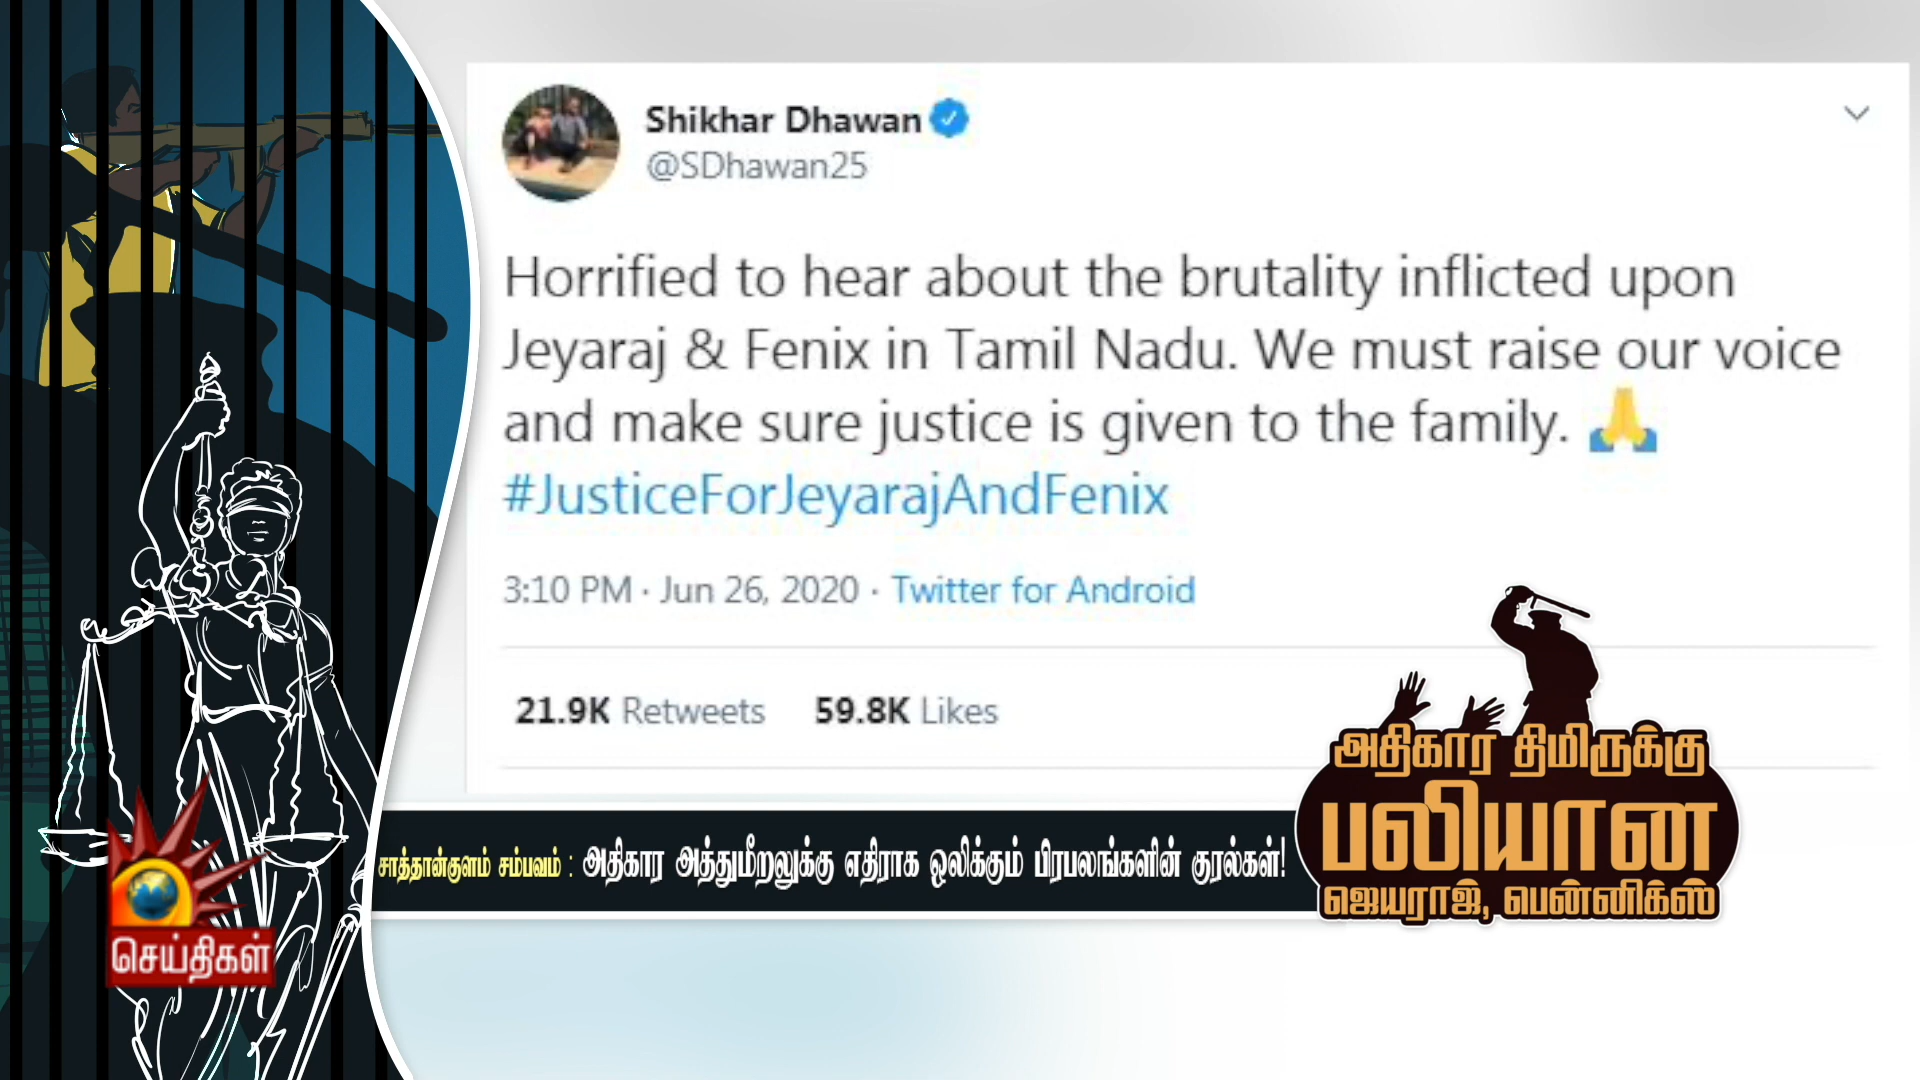 Shikhar Dhawan
@SDhawan25
Horrified to hear about the brutality inflicted upon
Jeyaraj & Fenix in Tamil Nadu. We must raise our voice
and make sure justice is given to the family. 🙏
#JusticeForJeyarajAndFenix
3:10 PM · Jun 26, 2020 · Twitter for Android
21.9K Retweets 59.8K Likes
அதிகார திமிருக்கு
பலியான
ஜெயராஜ், பென்னிக்ஸ்
சாத்தான்குளம் சம்பவம் : அதிகார அத்துமீறலுக்கு எதிராக ஒலிக்கும் பிரபலங்களின் குரல்கள்!
செய்திகள்